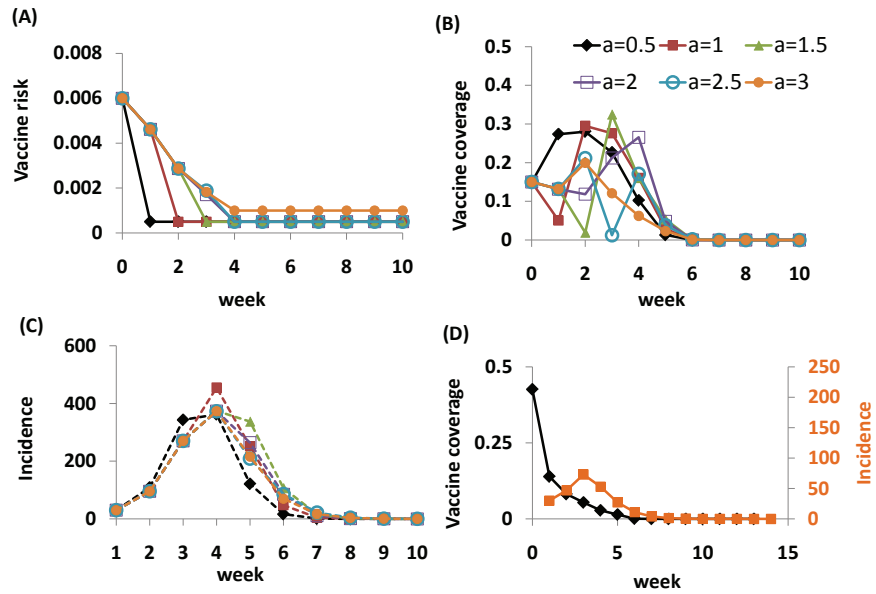 (A)
0.008
0.006
0.004
0.002
0
Vaccine risk
0 2 4 6 8 10
week
(B)
a=0.5 a=1 a=1.5
a=2 a=2.5 a=3
0.5
0.4
0.3
0.2
0.1
0
Vaccine coverage
0 2 4 6 8 10
week
(C)
600
400
200
0
Incidence
1 2 3 4 5 6 7 8 9 10
week
(D)
0.5
0.25
0
Vaccine coverage
250
200
150
100
50
0
Incidence
0 5 10 15
week